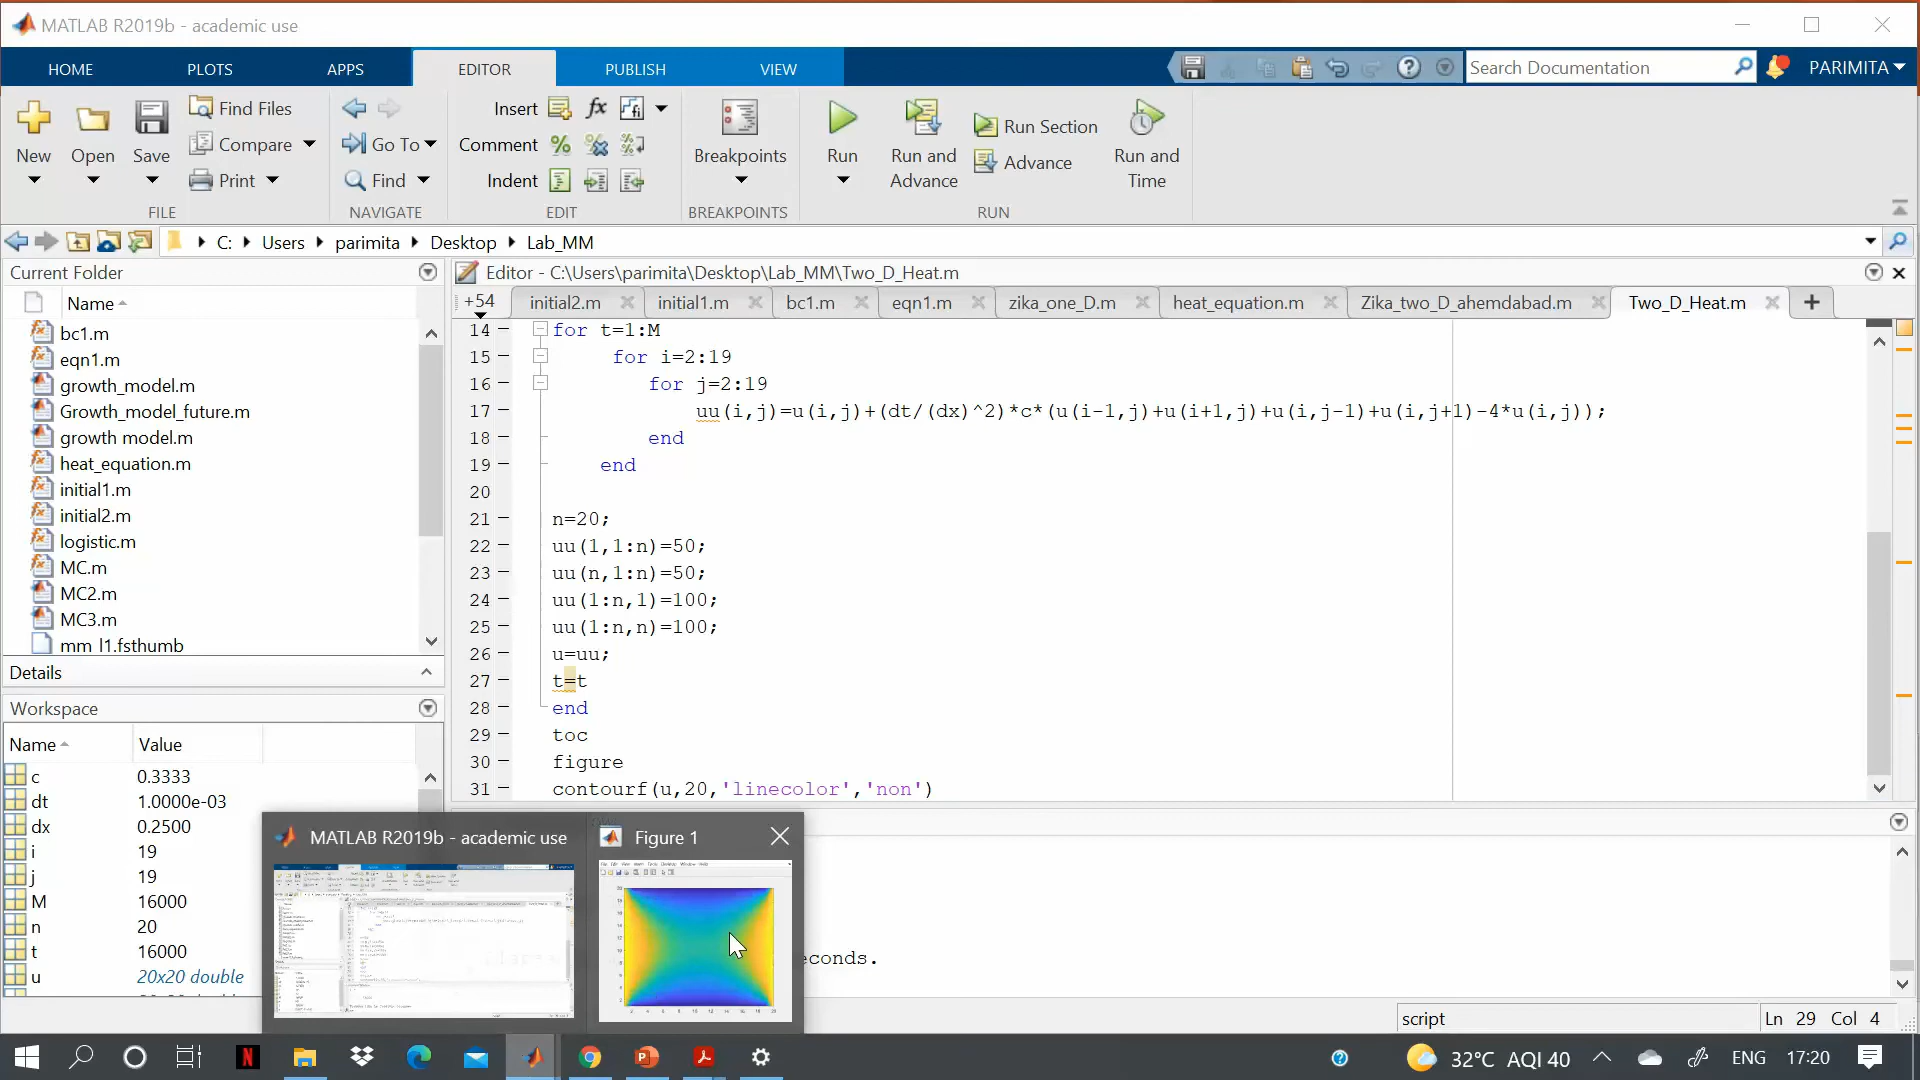 MATLAB R2019b - academic use
HOME PLOTS APPS EDITOR PUBLISH VIEW
Search Documentation
PARIMITA
New
Open
Save
Find Files
Compare
Print
FILE
Go To
Find
NAVIGATE
Insert fx
Comment
Indent
EDIT
Breakpoints
BREAKPOINTS
Run
Run and
Advance
Run Section
Advance
Run and
Time
RUN
C: Users parimita Desktop Lab_MM
Current Folder
Name
bc1.m
eqn1.m
growth_model.m
Growth_model_future.m
growth model.m
heat_equation.m
initial1.m
initial2.m
logistic.m
MC.m
MC2.m
MC3.m
mm_l1.fsthumb
Details
Workspace
Name Value
c 0.3333
dt 1.0000e-03
dx 0.2500
i 19
j 19
M 16000
n 20
t 16000
u 20x20 double
Editor - C:\Users\parimita\Desktop\Lab_MM\Two_D_Heat.m
+54 initial2.m initial1.m bc1.m eqn1.m zika_one_D.m heat_equation.m Zika_two_D_ahemdabad.m Two_D_Heat.m
14 for t=1:M
15 for i=2:19
16 for j=2:19
17 uu(i,j)=u(i,j)+(dt/(dx)^2)*c*(u(i-1,j)+u(i+1,j)+u(i,j-1)+u(i,j+1)-4*u(i,j));
18 end
19 end
20
21 n=20;
22 uu(1,1:n)=50;
23 uu(n,1:n)=50;
24 uu(1:n,1)=100;
25 uu(1:n,n)=100;
26 u=uu;
27 t=t
28 end
29 toc
30 figure
31 contourf(u,20,'linecolor','non')
MATLAB R2019b - academic use
Figure 1
econds.
script
Ln 29 Col 4
32°C AQI 40
ENG
17:20